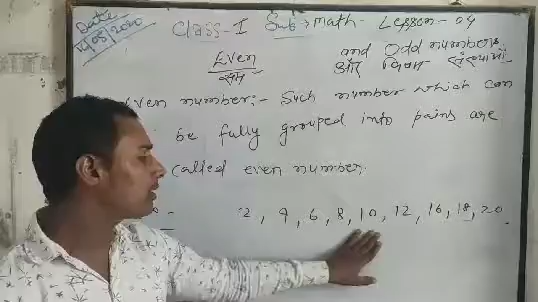 Date
14/08/2020
Class-I Sub→math- Lesson-04
Even and Odd numbers
सम और विषम संख्याएँ
Even number:- Such number which can
be fully grouped into pairs are
called even number.
2, 4, 6, 8, 10, 12, 16, 18, 20